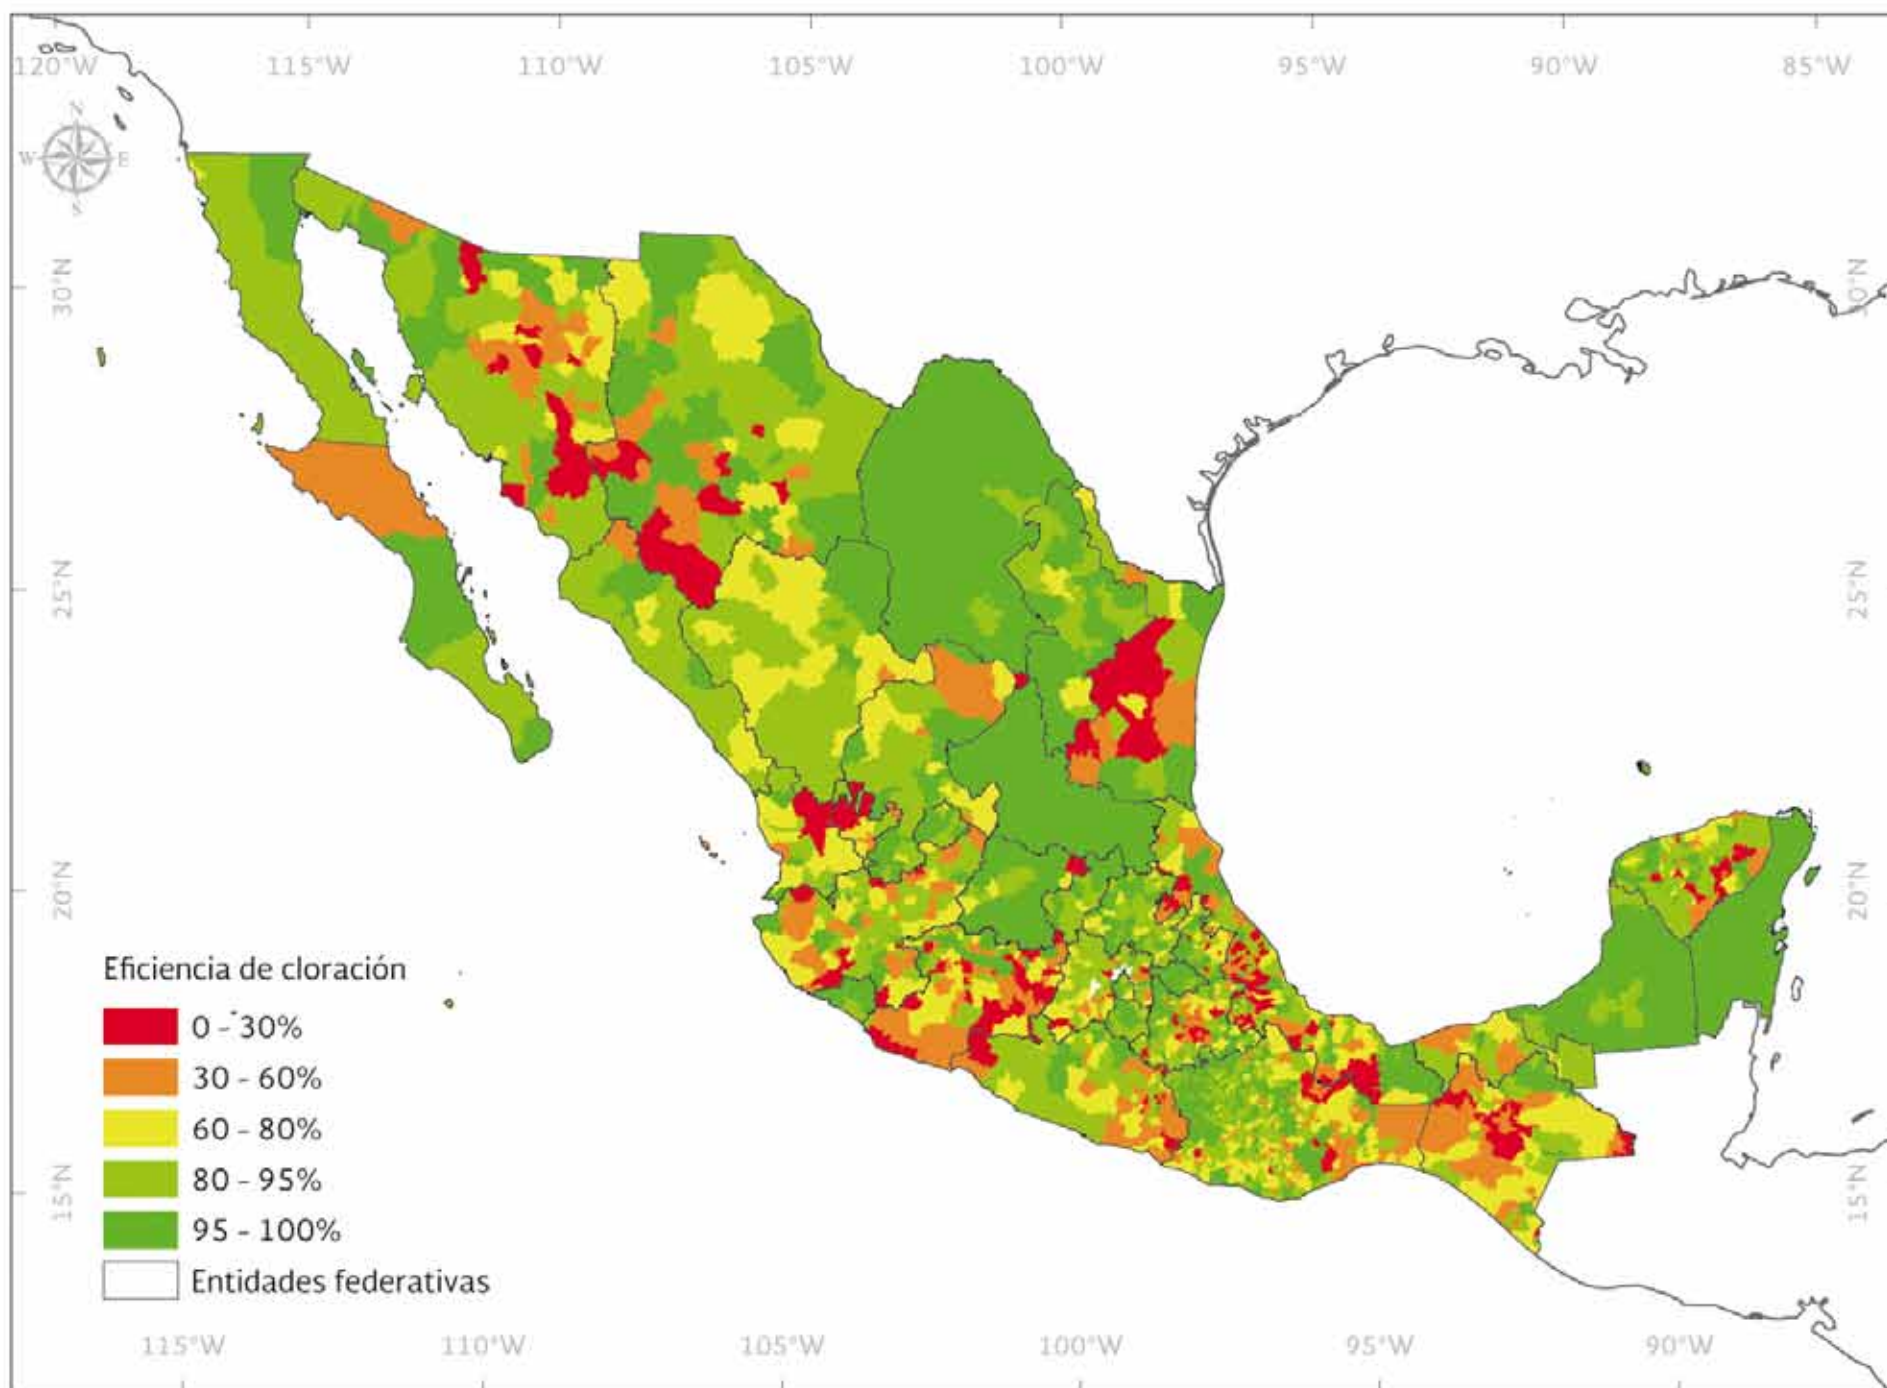 120°W 115°W 110°W 105°W 100°W 95°W 90°W 85°W
N
W E
30°N 30°N
25°N 25°N
20°N 20°N
15°N 15°N
Eficiencia de cloración
0 - 30%
30 - 60%
60 - 80%
80 - 95%
95 - 100%
Entidades federativas
115°W 110°W 105°W 100°W 95°W 90°W